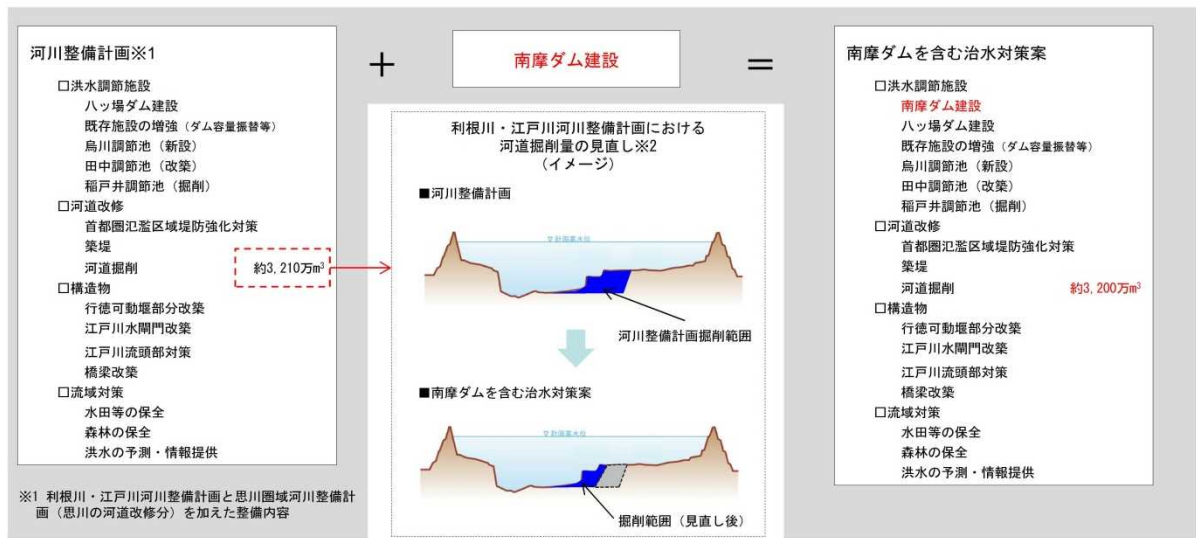 河川整備計画※1
□洪水調節施設
八ッ場ダム建設
既存施設の増強（ダム容量振替等）
烏川調節池（新設）
田中調節池（改築）
稲戸井調節池（掘削）
□河道改修
首都圏氾濫区域堤防強化対策
築堤
河道掘削 約3,210万m³
□構造物
行徳可動堰部分改築
江戸川水閘門改築
江戸川流頭部対策
橋梁改築
□流域対策
水田等の保全
森林の保全
洪水の予測・情報提供
※1 利根川・江戸川河川整備計画と思川圏域河川整備計
画（思川の河道改修分）を加えた整備内容
+
南摩ダム建設
利根川・江戸川河川整備計画における
河道掘削量の見直し※2
（イメージ）
■河川整備計画
▽計画高水位
河川整備計画掘削範囲
■南摩ダムを含む治水対策案
▽計画高水位
掘削範囲（見直し後）
=
南摩ダムを含む治水対策案
□洪水調節施設
南摩ダム建設
八ッ場ダム建設
既存施設の増強（ダム容量振替等）
烏川調節池（新設）
田中調節池（改築）
稲戸井調節池（掘削）
□河道改修
首都圏氾濫区域堤防強化対策
築堤
河道掘削 約3,200万m³
□構造物
行徳可動堰部分改築
江戸川水閘門改築
江戸川流頭部対策
橋梁改築
□流域対策
水田等の保全
森林の保全
洪水の予測・情報提供